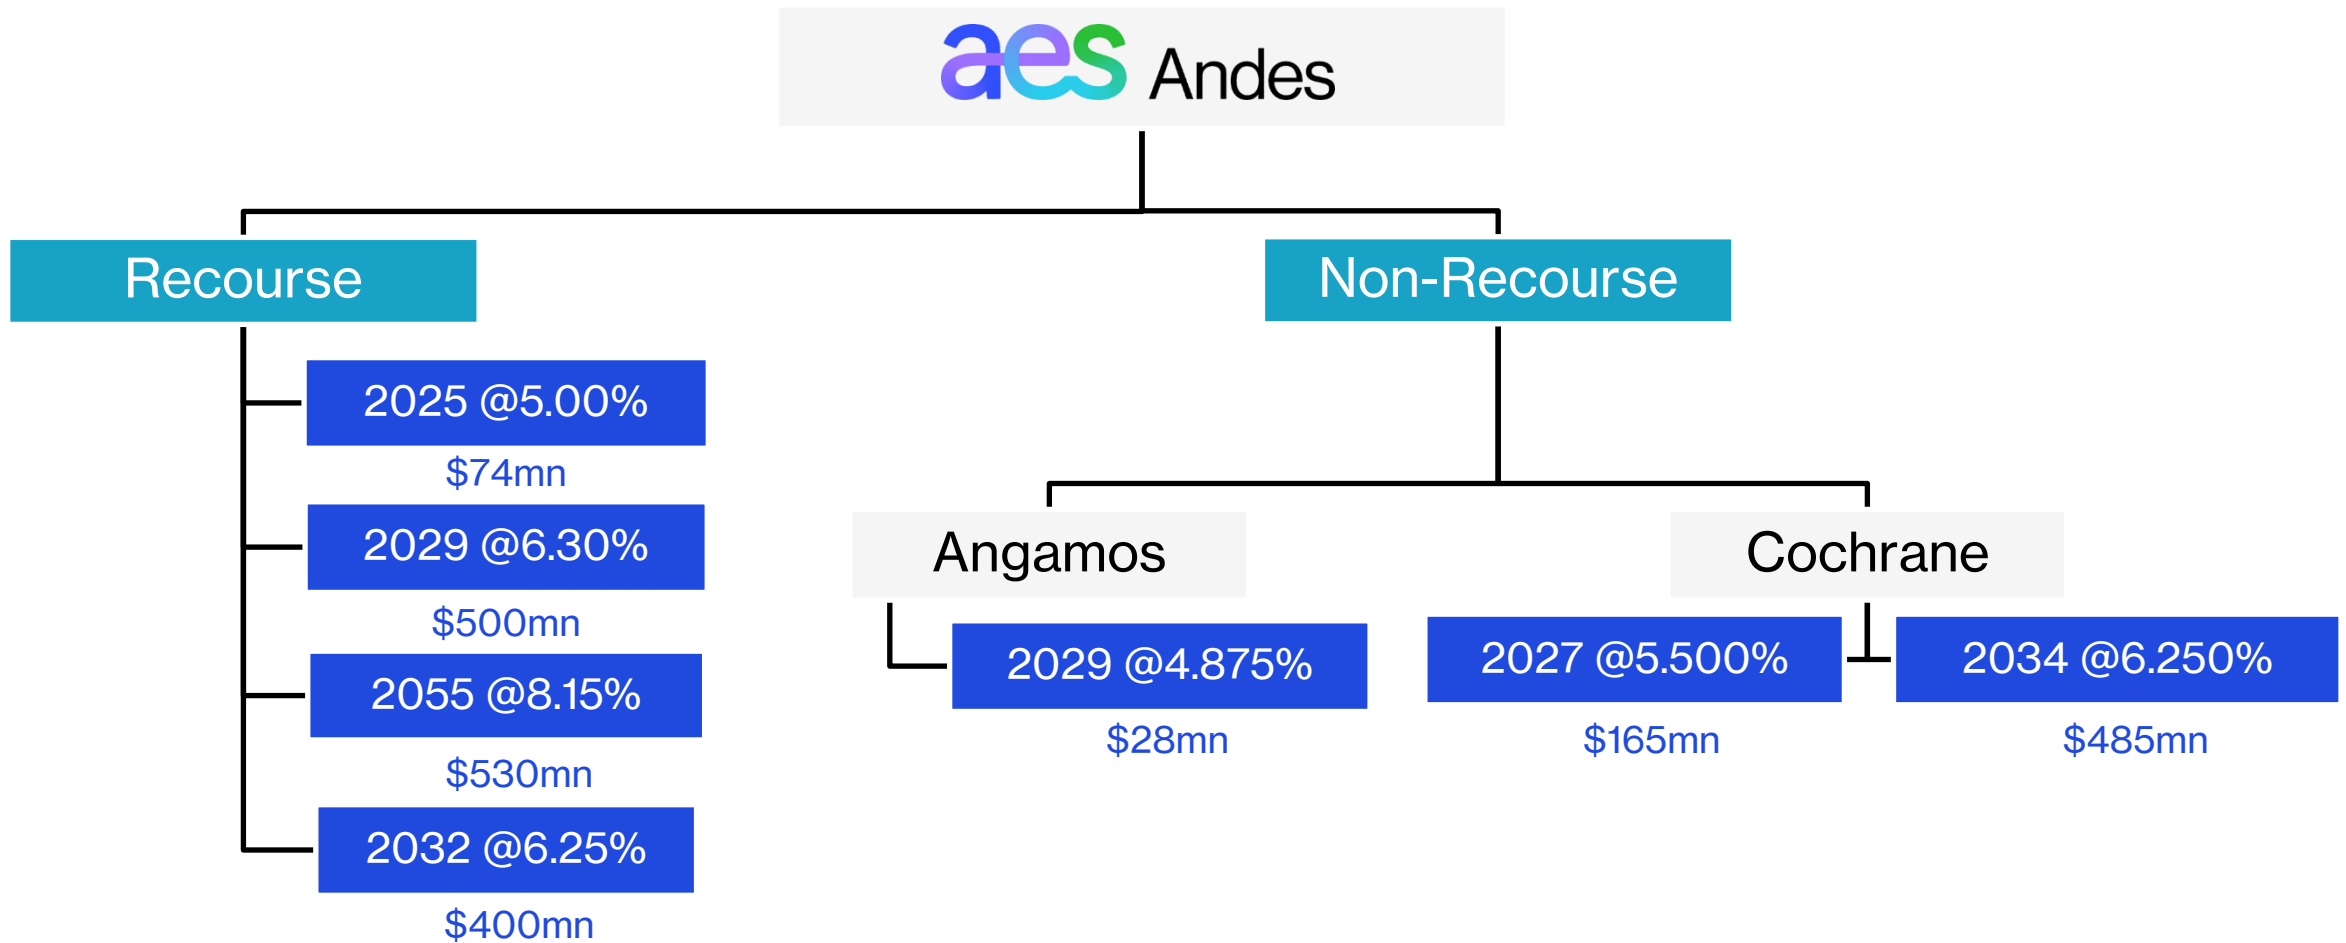 aes Andes
Recourse
Non-Recourse
2025 @5.00%
$74mn
2029 @6.30%
$500mn
2055 @8.15%
$530mn
2032 @6.25%
$400mn
Angamos
2029 @4.875%
$28mn
Cochrane
2027 @5.500%
$165mn
2034 @6.250%
$485mn